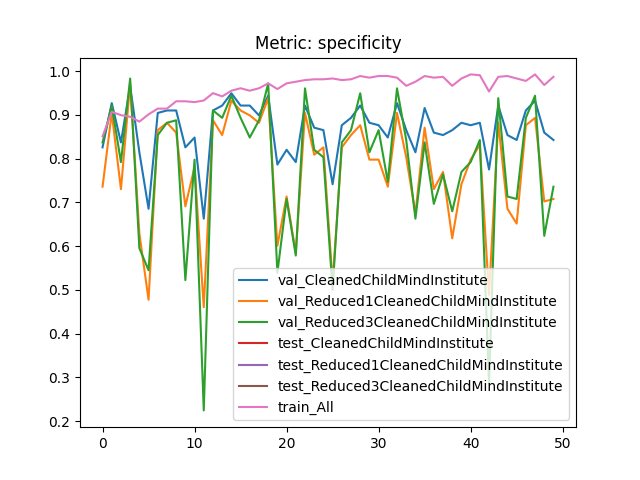 Metric: specificity
1.0
0.9
0.8
0.7
0.6
0.5
0.4
0.3
0.2
val_CleanedChildMindInstitute
val_Reduced1CleanedChildMindInstitute
val_Reduced3CleanedChildMindInstitute
test_CleanedChildMindInstitute
test_Reduced1CleanedChildMindInstitute
test_Reduced3CleanedChildMindInstitute
train_All
0 10 20 30 40 50